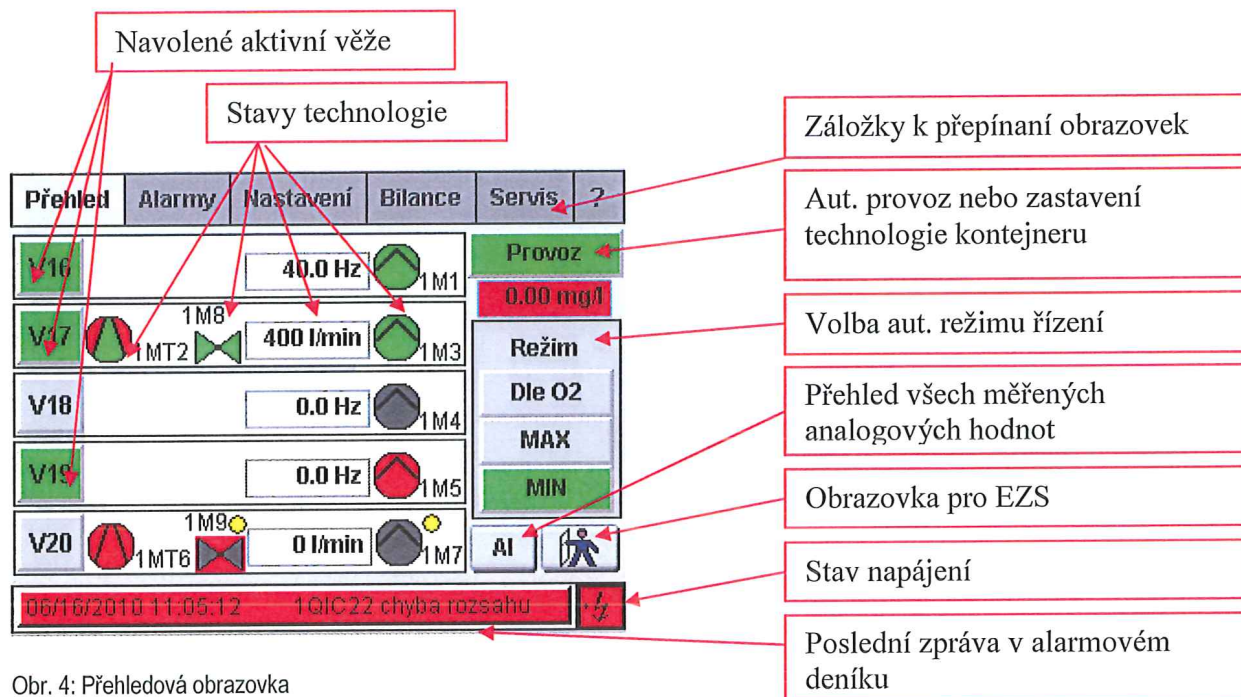 Navolené aktivní věže
Stavy technologie
Záložky k přepínaní obrazovek
Aut. provoz nebo zastavení
technologie kontejneru
Volba aut. režimu řízení
Přehled všech měřených
analogových hodnot
Obrazovka pro EZS
Stav napájení
Poslední zpráva v alarmovém
deníku
Přehled Alarmy Nastavení Bilance Servis ?
V16 40.0 Hz 1M1
Provoz
0.00 mg/l
V17 1MT2 1M8 400 l/min 1M3
Režim
V18 0.0 Hz 1M4
Dle O2
MAX
V19 0.0 Hz 1M5
MIN
V20 1MT6 1M9 0 l/min 1M7
AI
06/16/2010 11:05:12 1QIC22 chyba rozsahu
Obr. 4: Přehledová obrazovka